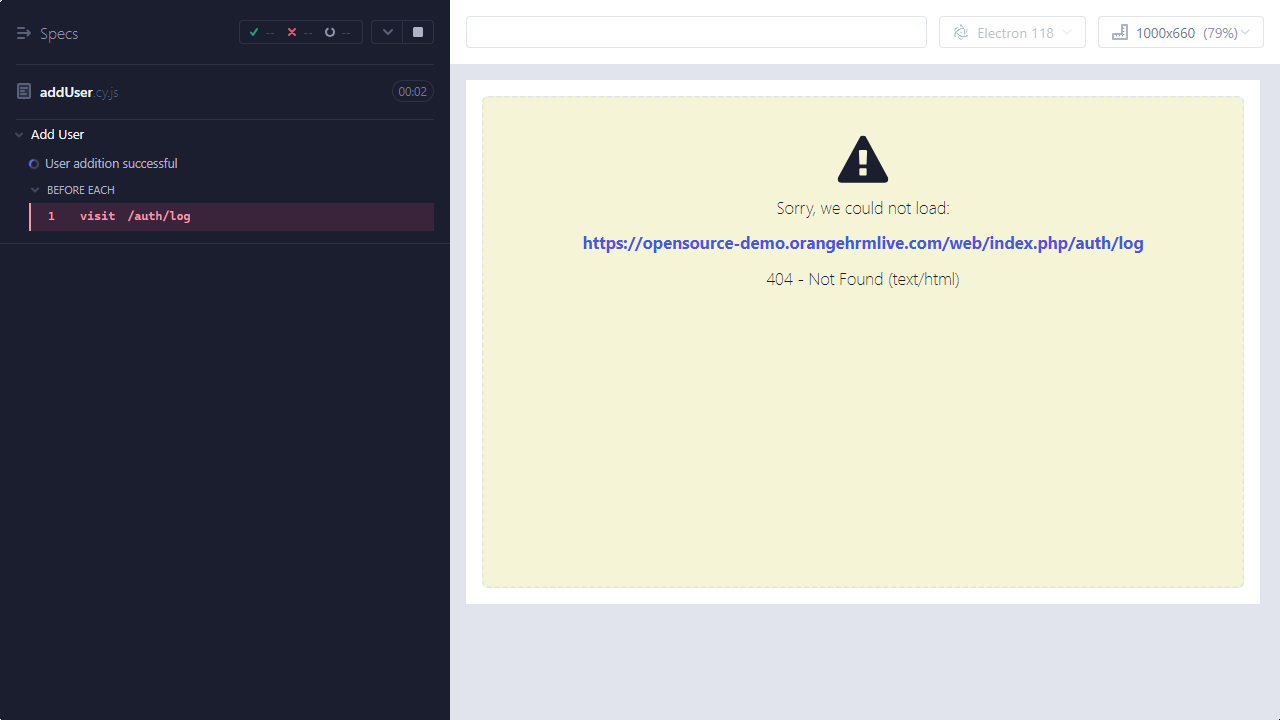 Specs
-- -- --
addUser.cy.js
00:02
Add User
User addition successful
BEFORE EACH
1 visit /auth/log
Electron 118
1000x660 (79%)
Sorry, we could not load:
https://opensource-demo.orangehrmlive.com/web/index.php/auth/log
404 - Not Found (text/html)